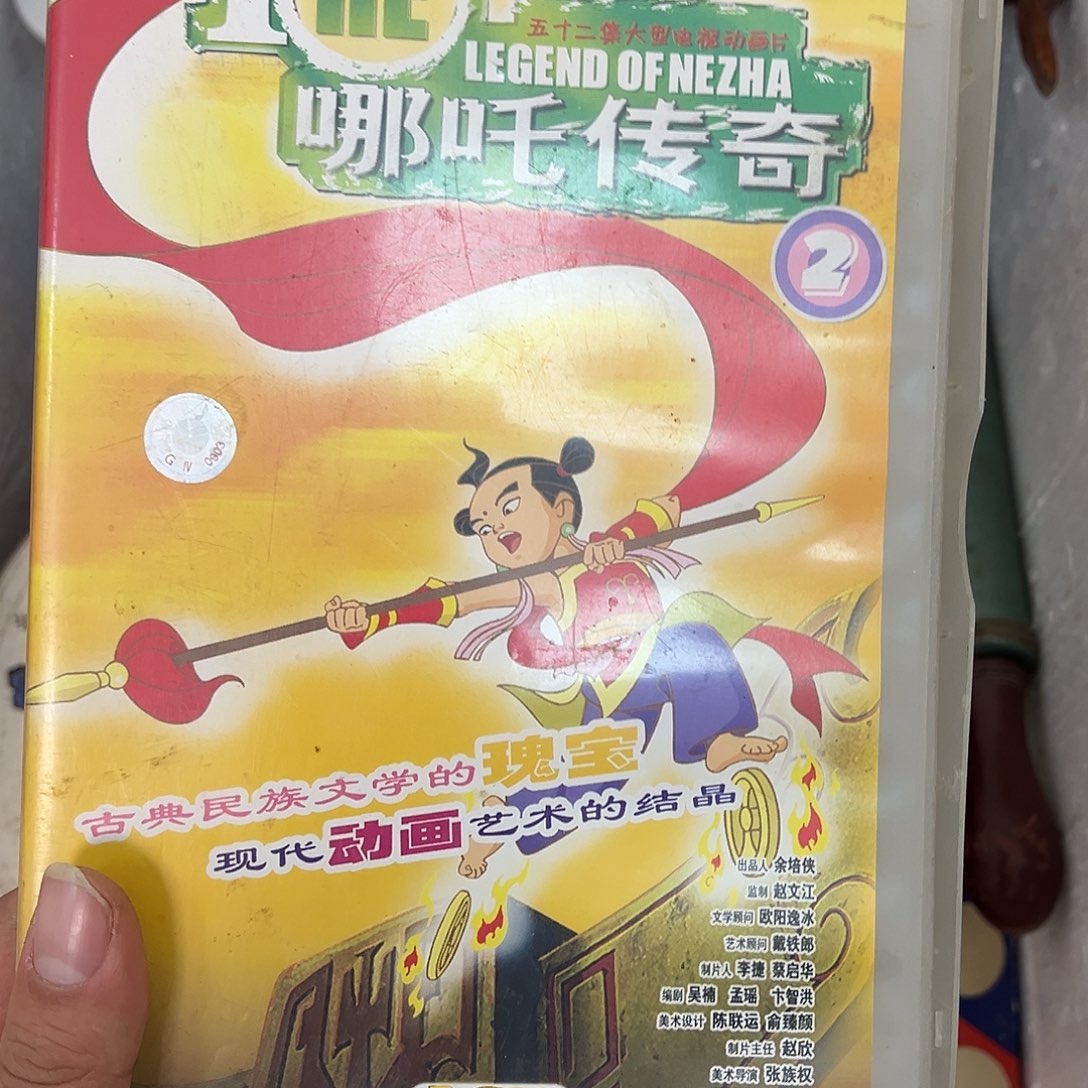 THE
五十二集大型电视动画片
LEGEND OF NEZHA
哪吒传奇
2
G IV 0903
古典民族文学的瑰宝
现代动画艺术的结晶
出品人 余培侠
监制 赵文江
文学顾问 欧阳逸冰
艺术顾问 戴铁郎
制片人 李捷 蔡启华
编剧 吴楠 孟瑶 卞智洪
美术设计 陈联运 俞臻颜
制片主任 赵欣
美术导演 张族权